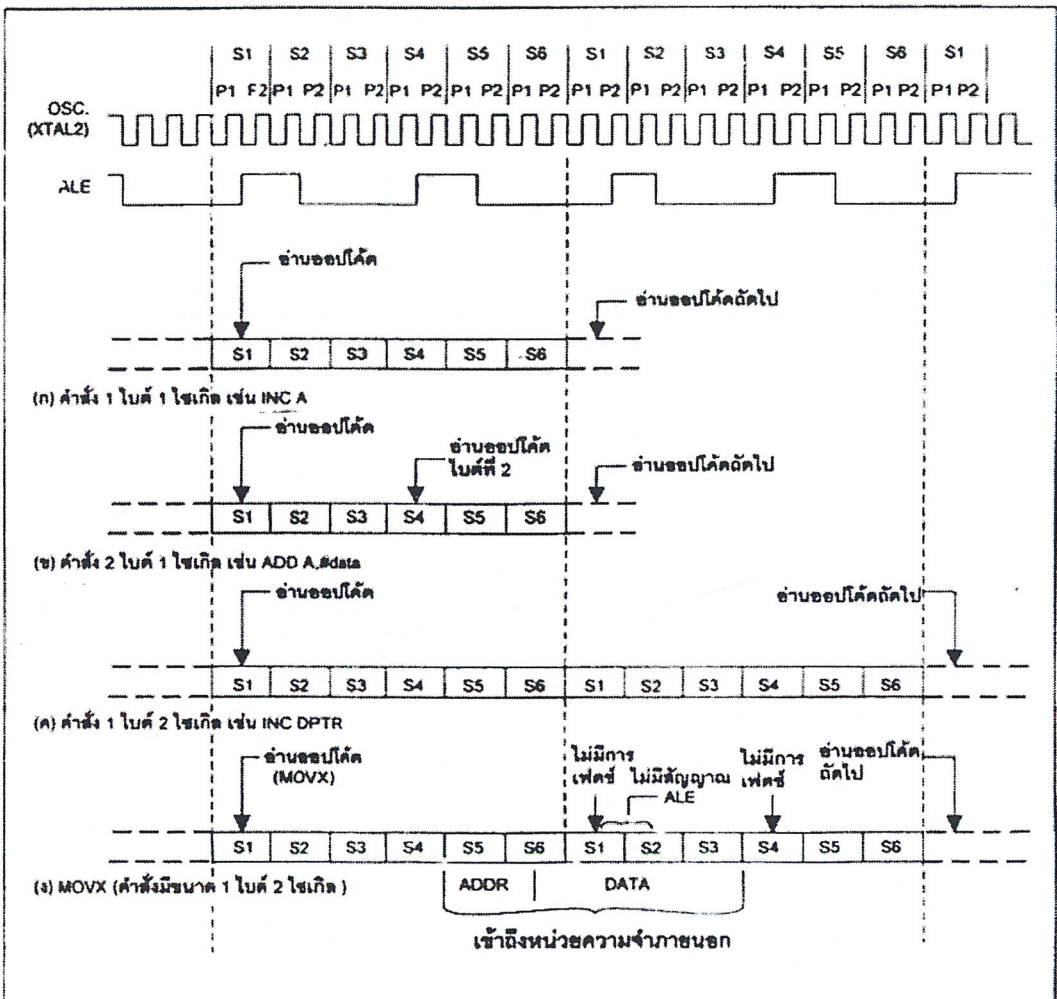 S1 S2 S3 S4 S5 S6 S1 S2 S3 S4 S5 S6 S1
P1 P2 P1 P2 P1 P2 P1 P2 P1 P2 P1 P2 P1 P2 P1 P2 P1 P2 P1 P2 P1 P2 P1 P2 P1 P2
OSC.
(XTAL2)
ALE
อ่านออปโค้ด
อ่านออปโค้ดถัดไป
S1 S2 S3 S4 S5 S6
(ก) คำสั่ง 1 ไบต์ 1 ไซเกิล เช่น INC A
อ่านออปโค้ด
อ่านออปโค้ด
ไบต์ที่ 2
อ่านออปโค้ดถัดไป
S1 S2 S3 S4 S5 S6
(ข) คำสั่ง 2 ไบต์ 1 ไซเกิล เช่น ADD A,#data
อ่านออปโค้ด
อ่านออปโค้ดถัดไป
S1 S2 S3 S4 S5 S6 S1 S2 S3 S4 S5 S6
(ค) คำสั่ง 1 ไบต์ 2 ไซเกิล เช่น INC DPTR
อ่านออปโค้ด
(MOVX)
ไม่มีการ
เฟตช์
ไม่มีสัญญาณ
ALE
ไม่มีการ
เฟตช์
อ่านออปโค้ด
ถัดไป
S1 S2 S3 S4 S5 S6 S1 S2 S3 S4 S5 S6
(ง) MOVX (คำสั่งมีขนาด 1 ไบต์ 2 ไซเกิล )
ADDR DATA
เข้าถึงหน่วยความจำภายนอก